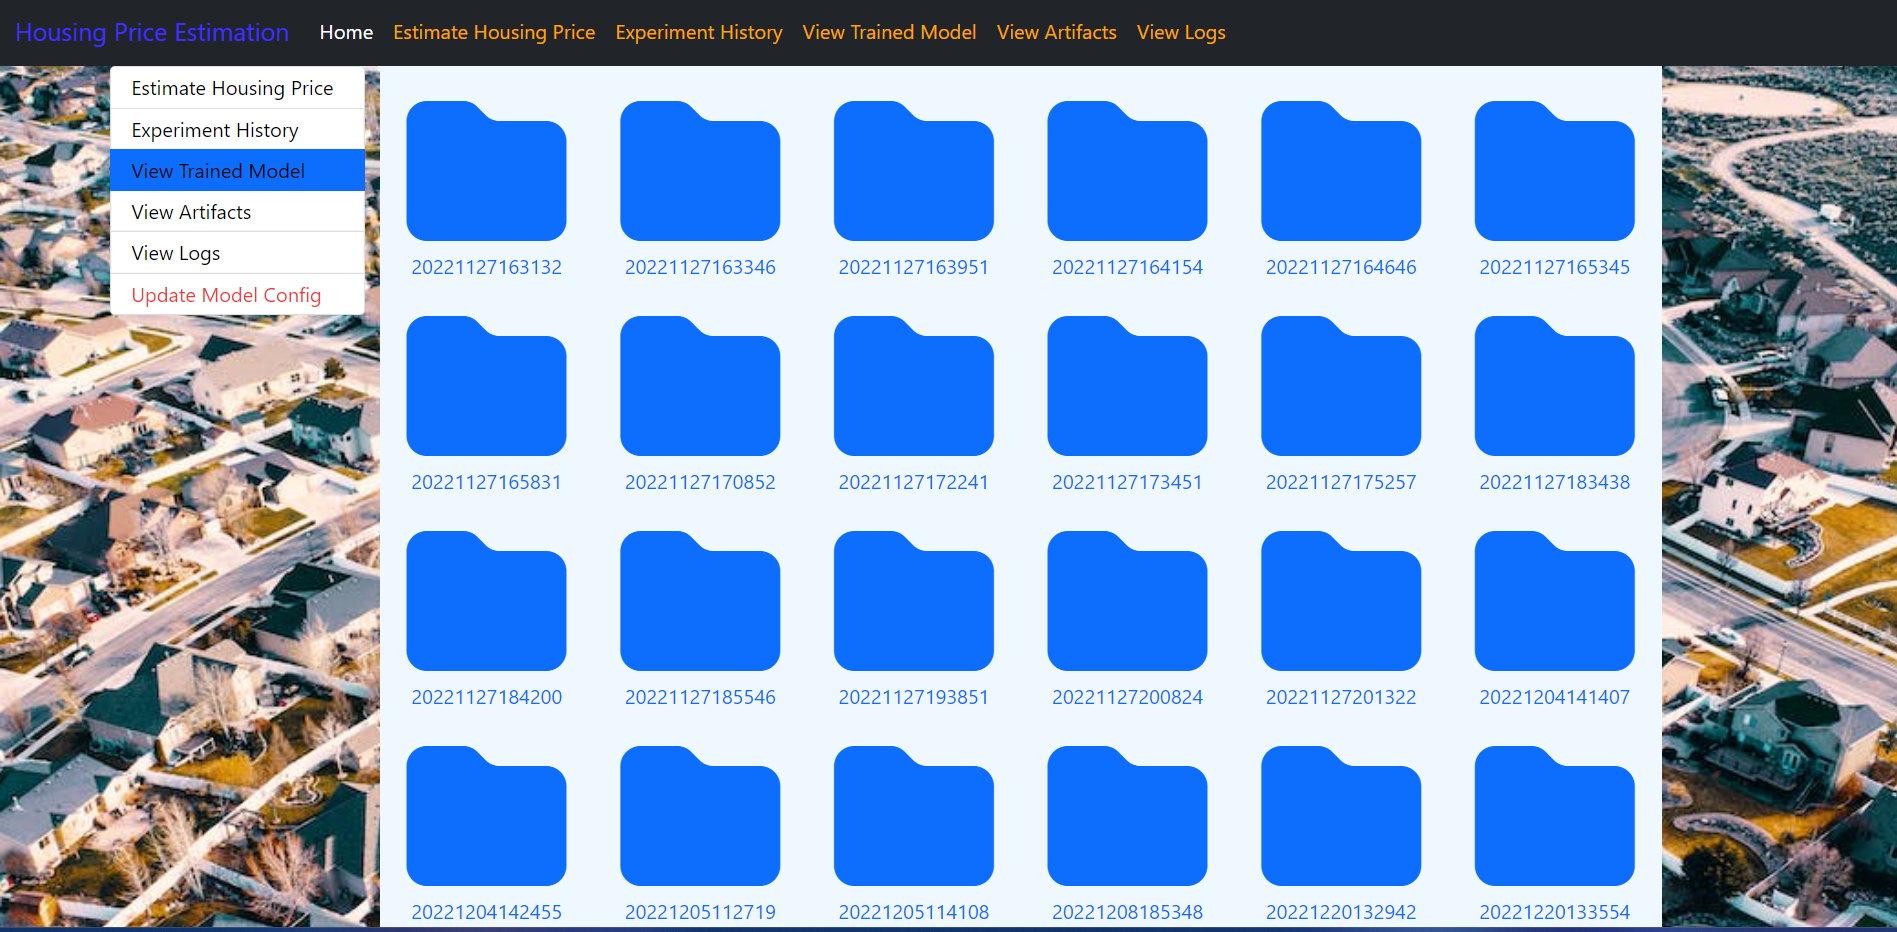 Housing Price Estimation Home Estimate Housing Price Experiment History View Trained Model View Artifacts View Logs
Estimate Housing Price
Experiment History
View Trained Model
View Artifacts
View Logs
Update Model Config
20221127163132 20221127163346 20221127163951 20221127164154 20221127164646 20221127165345
20221127165831 20221127170852 20221127172241 20221127173451 20221127175257 20221127183438
20221127184200 20221127185546 20221127193851 20221127200824 20221127201322 20221204141407
20221204142455 20221205112719 20221205114108 20221208185348 20221220132942 20221220133554